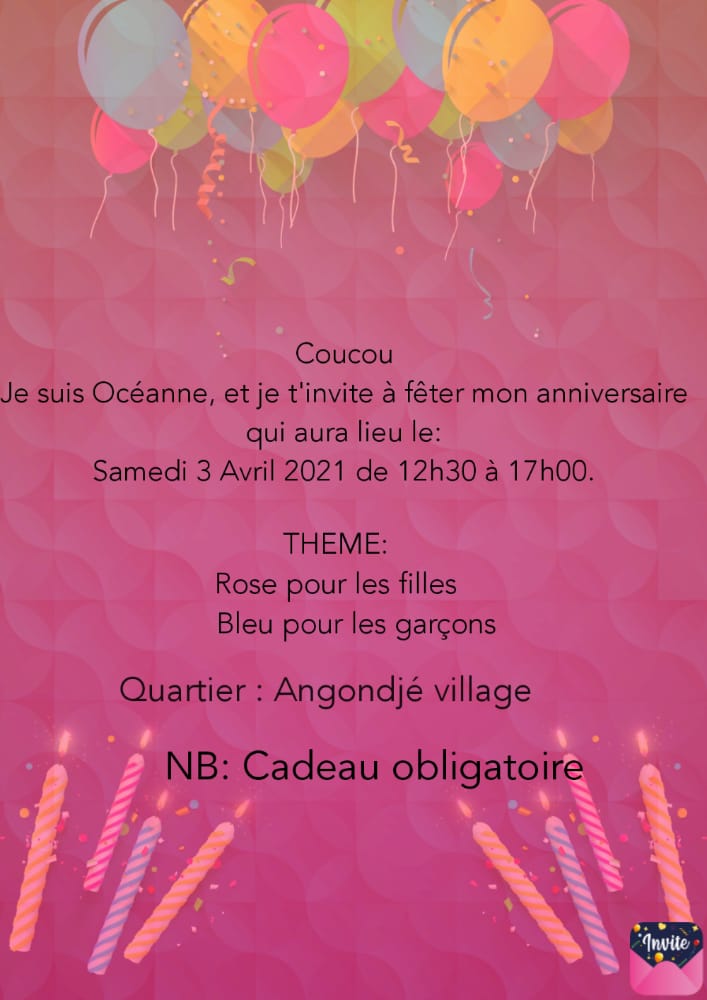 Coucou
Je suis Océanne, et je t'invite à fêter mon anniversaire
qui aura lieu le:
Samedi 3 Avril 2021 de 12h30 à 17h00.
THEME:
Rose pour les filles
Bleu pour les garçons
Quartier : Angondjé village
NB: Cadeau obligatoire
Invite